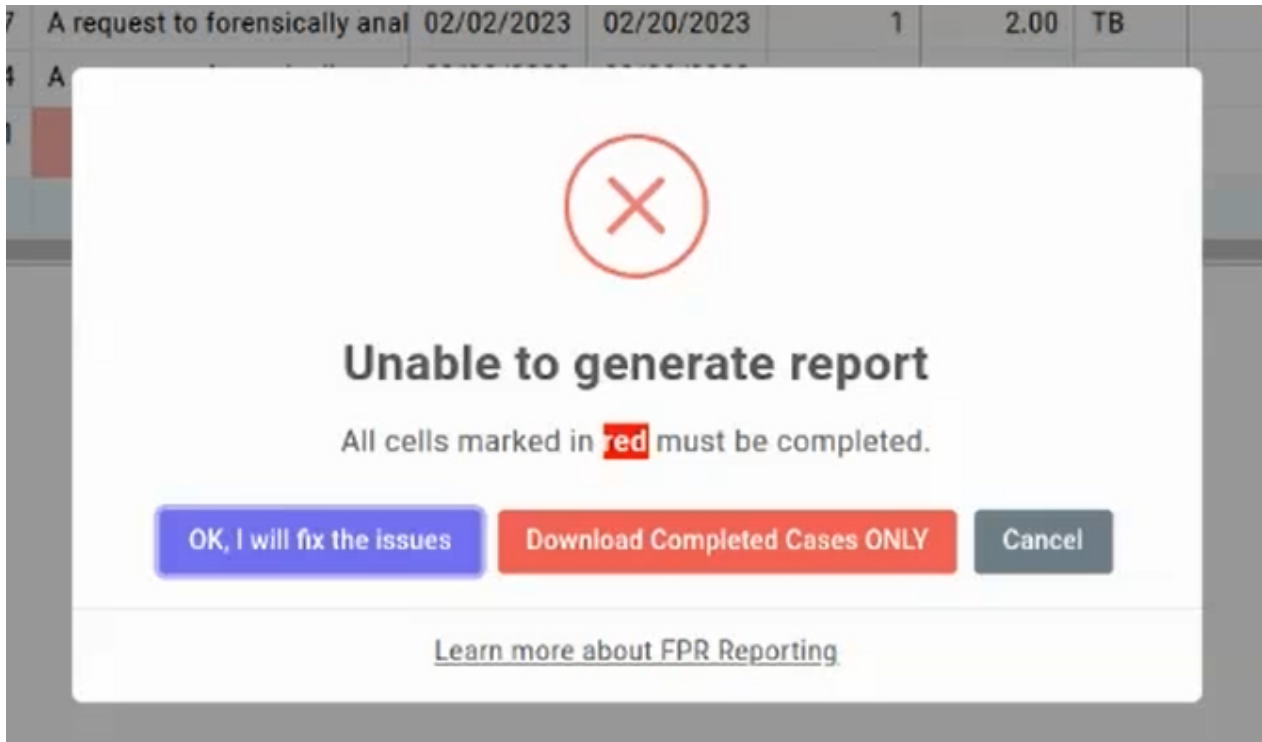 7 A request to forensically anal 02/02/2023 02/20/2023 1 2.00 TB
4 A
Unable to generate report
All cells marked in red must be completed.
OK, I will fix the issues Download Completed Cases ONLY Cancel
Learn more about FPR Reporting